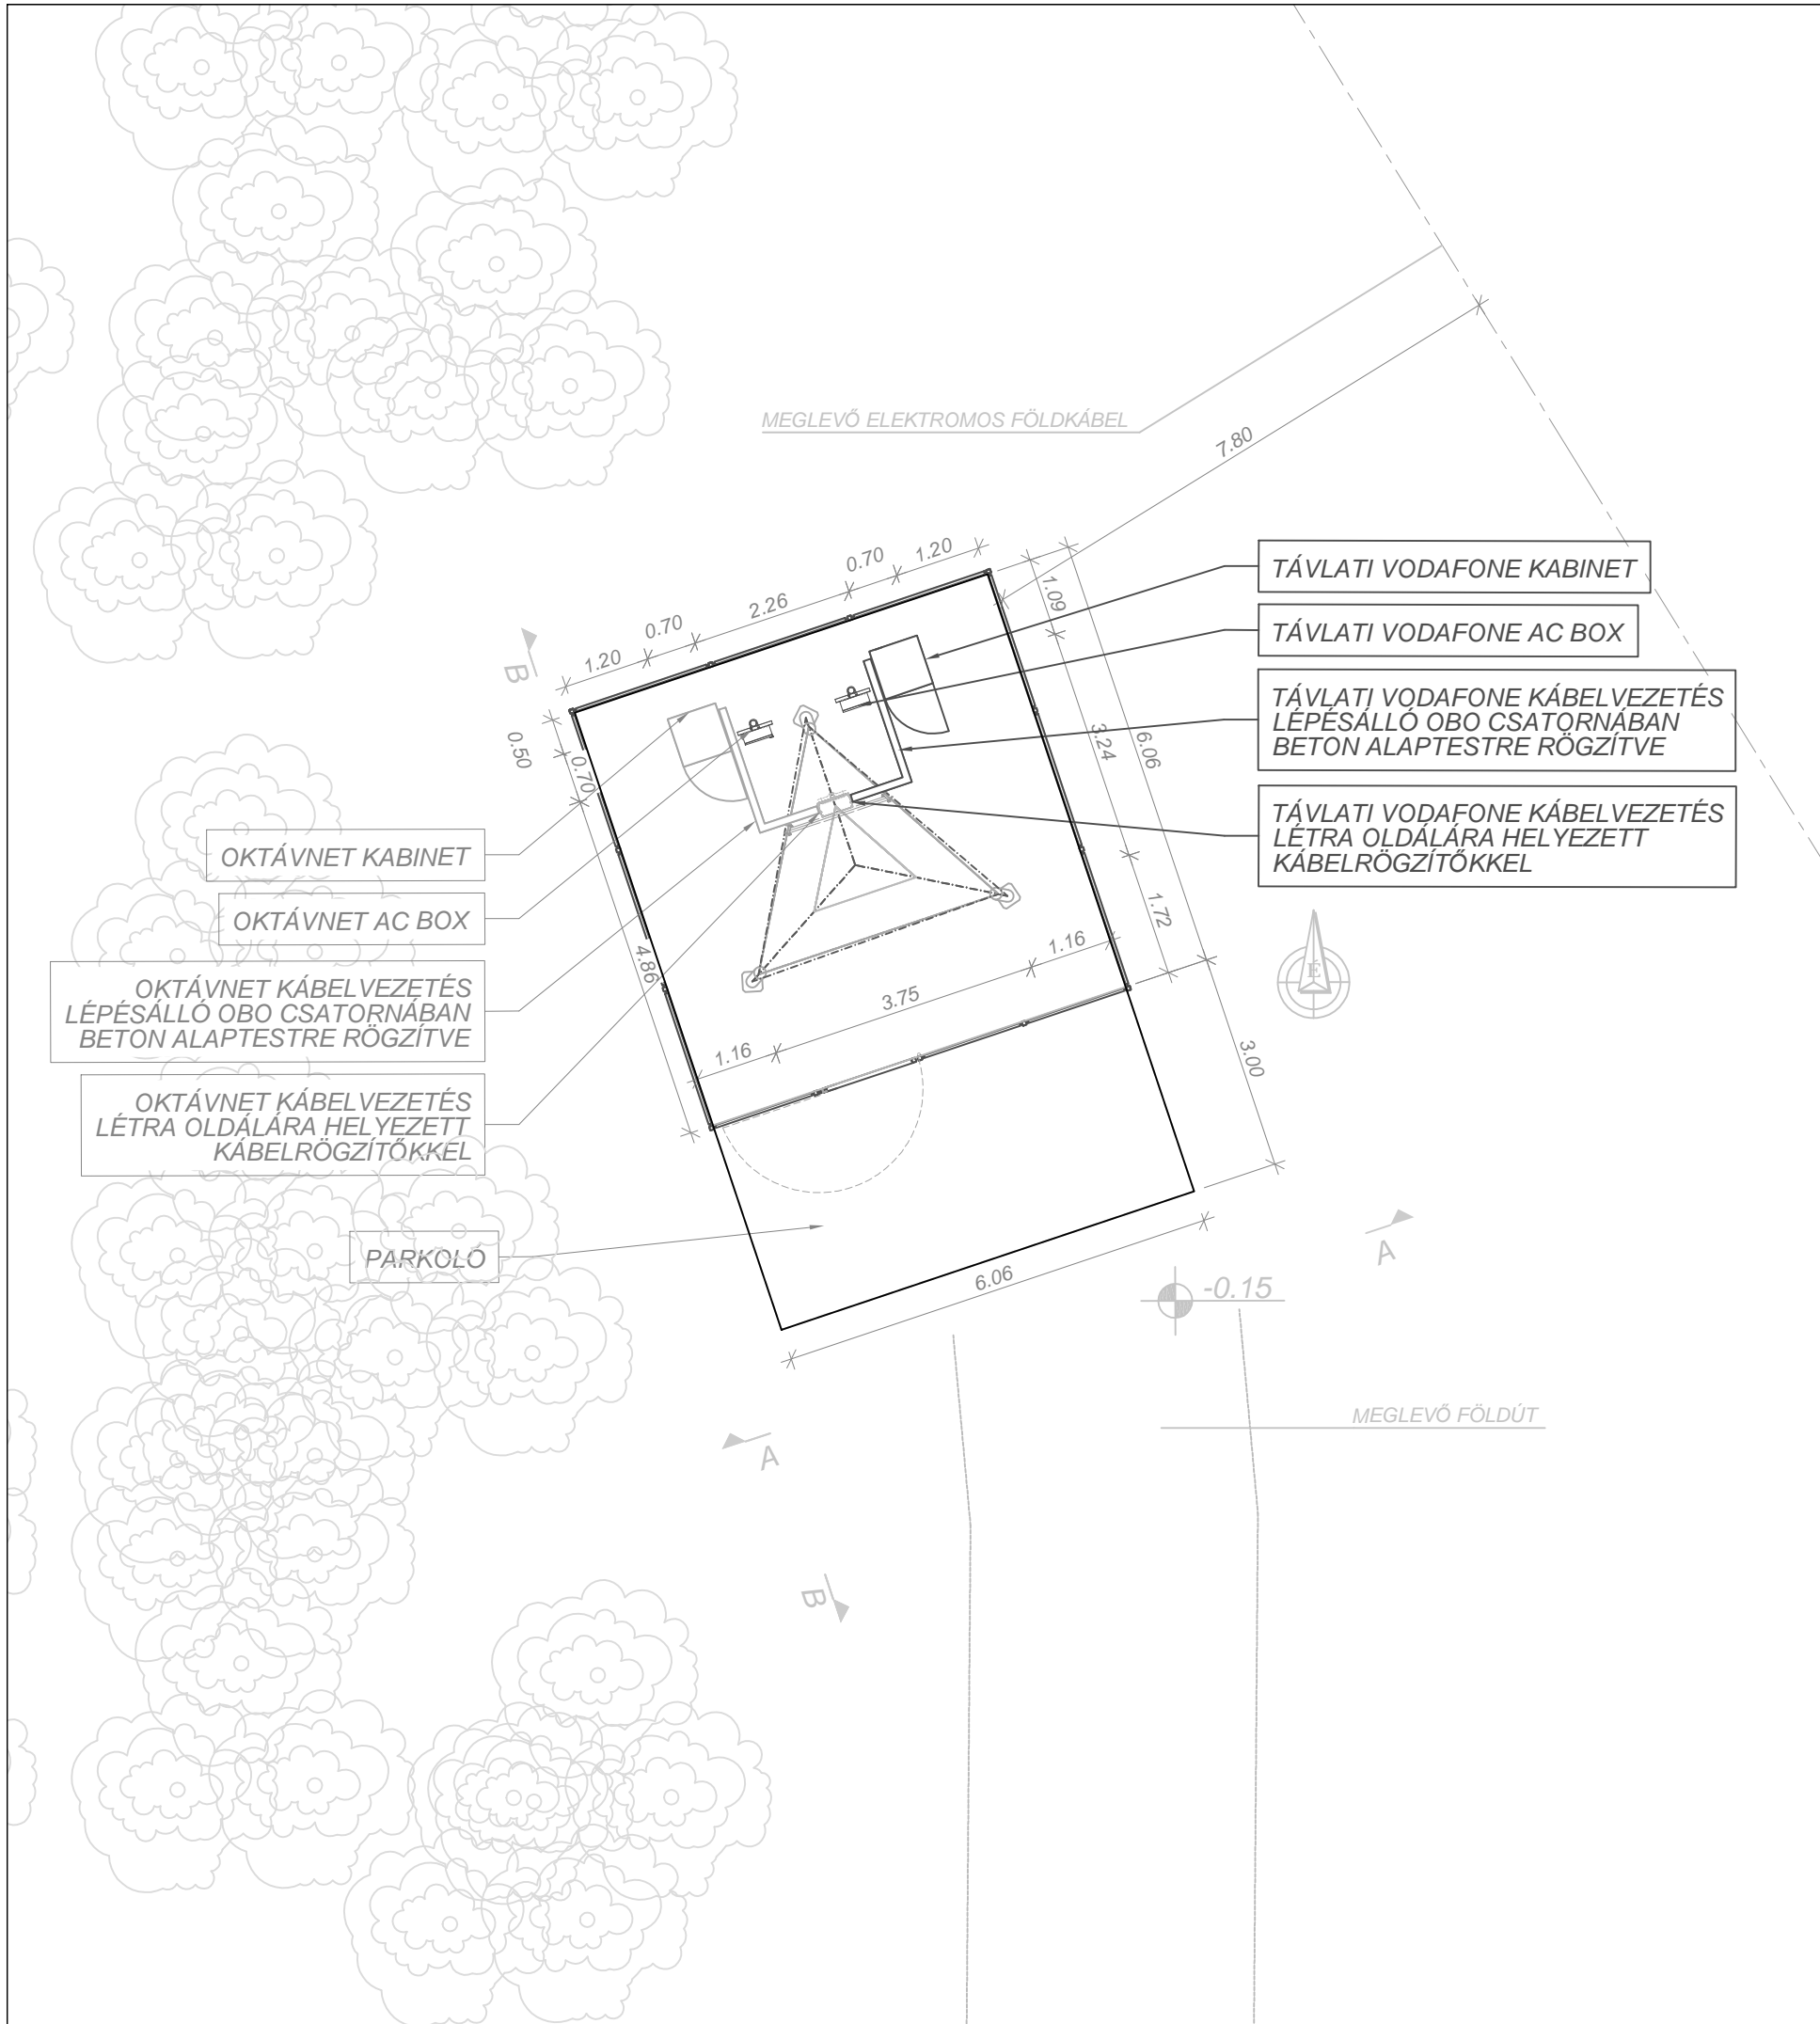 MEGLEVŐ ELEKTROMOS FÖLDKÁBEL
7.80
1.20
0.70
2.26
0.70
1.20
1.09
3.24
6.06
1.72
3.00
0.50
0.70
4.86
1.16
3.75
1.16
6.06
B
TÁVLATI VODAFONE KABINET
TÁVLATI VODAFONE AC BOX
TÁVLATI VODAFONE KÁBELVEZETÉS
LÉPÉSÁLLÓ OBO CSATORNÁBAN
BETON ALAPTESTRE RÖGZÍTVE
TÁVLATI VODAFONE KÁBELVEZETÉS
LÉTRA OLDÁLÁRA HELYEZETT
KÁBELRÖGZÍTŐKKEL
OKTÁVNET KABINET
OKTÁVNET AC BOX
OKTÁVNET KÁBELVEZETÉS
LÉPÉSÁLLÓ OBO CSATORNÁBAN
BETON ALAPTESTRE RÖGZÍTVE
OKTÁVNET KÁBELVEZETÉS
LÉTRA OLDÁLÁRA HELYEZETT
KÁBELRÖGZÍTŐKKEL
É
PARKOLÓ
A
-0.15
MEGLEVŐ FÖLDÚT
A
B